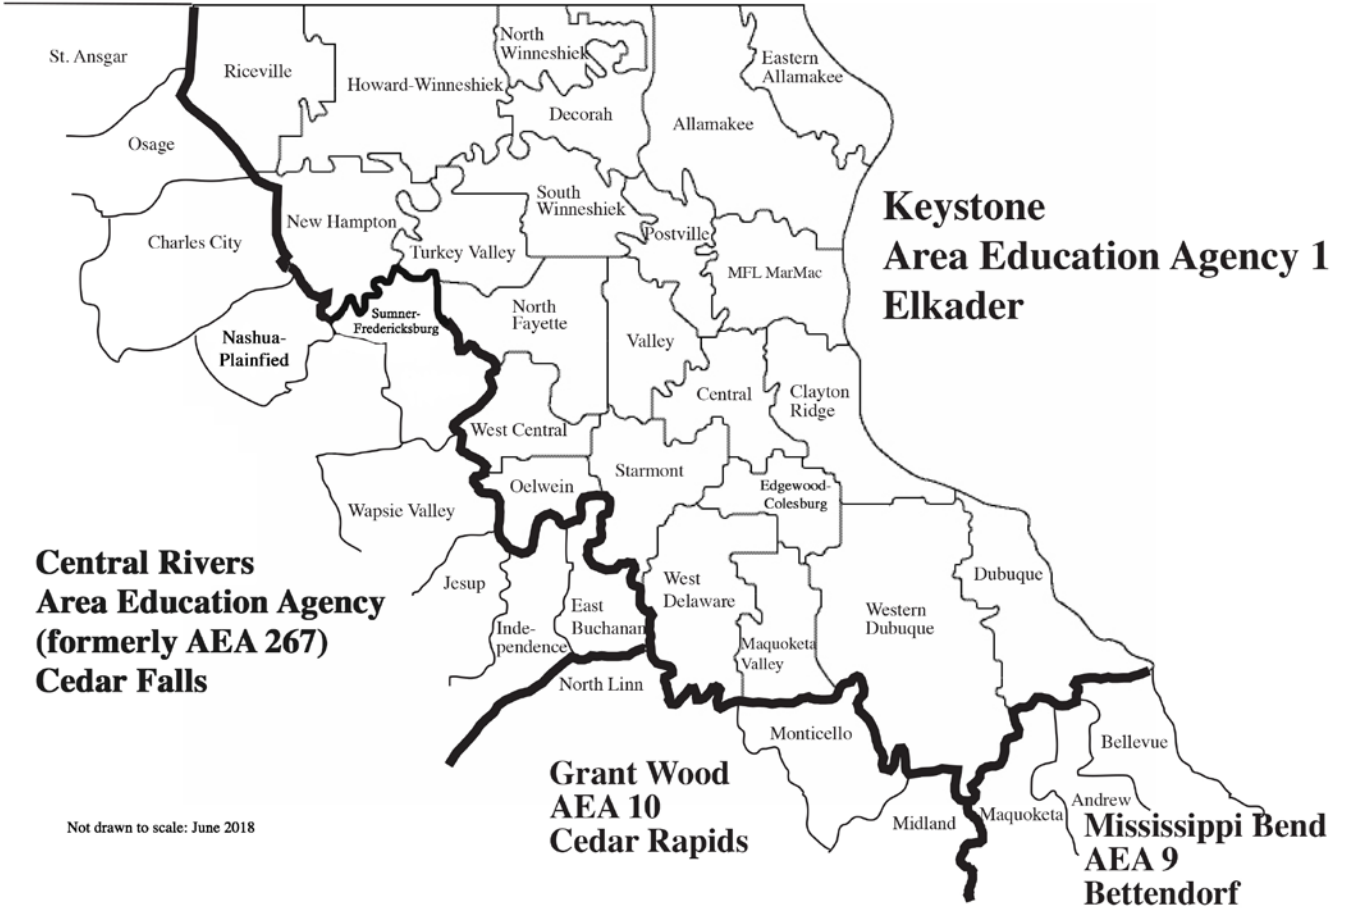 North
Winneshiek
St. Ansgar
Riceville
Howard-Winneshiek
Eastern
Allamakee
Decorah
Allamakee
Osage
South
Winneshiek
Keystone
Area Education Agency 1
Elkader
New Hampton
Charles City
Turkey Valley
Postville
MFL MarMac
North
Fayette
Sumner-
Fredericksburg
Nashua-
Plainfied
Valley
Central
Clayton
Ridge
West Central
Starmont
Oelwein
Edgewood-
Colesburg
Wapsie Valley
Central Rivers
Area Education Agency
(formerly AEA 267)
Cedar Falls
Jesup
West
Delaware
Dubuque
East
Buchanan
Western
Dubuque
Inde-
pendence
Maquoketa
Valley
North Linn
Monticello
Bellevue
Grant Wood
AEA 10
Cedar Rapids
Andrew
Maquoketa
Midland
Mississippi Bend
AEA 9
Bettendorf
Not drawn to scale: June 2018